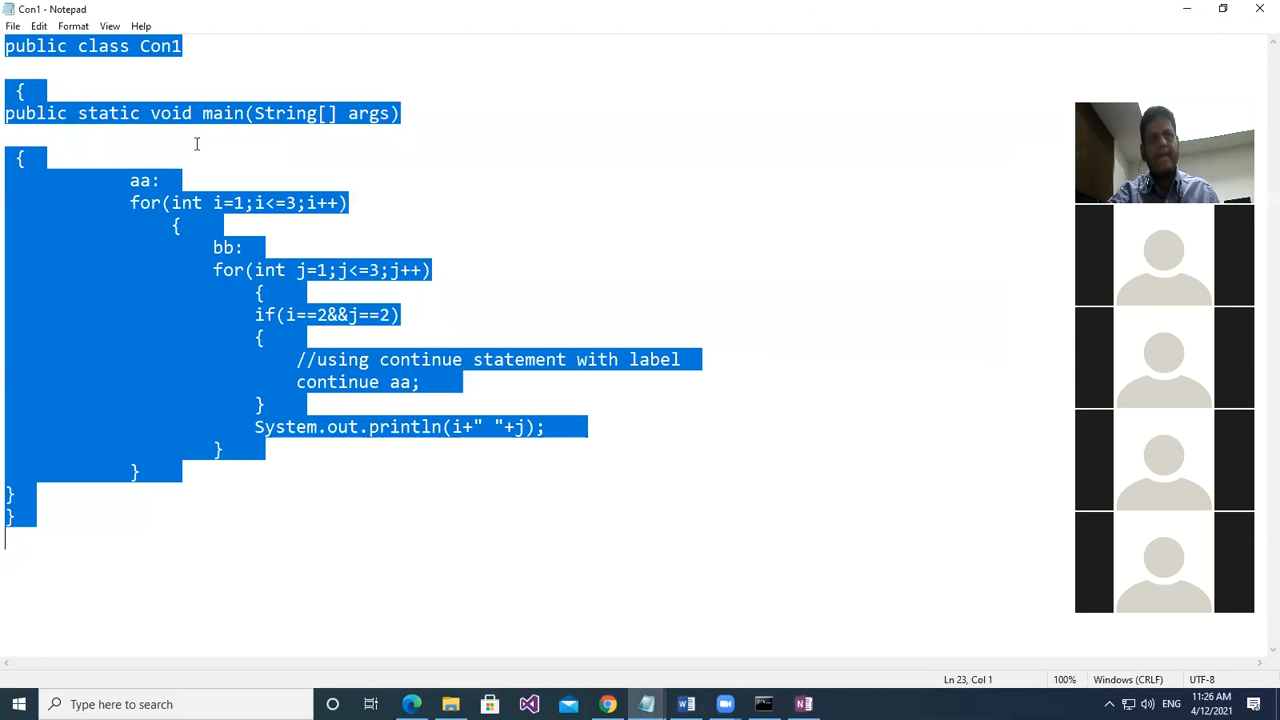 Con1 - Notepad
File Edit Format View Help
public class Con1
{
public static void main(String[] args)
{
aa:
for(int i=1;i<=3;i++)
{
bb:
for(int j=1;j<=3;j++)
{
if(i==2&&j==2)
{
//using continue statement with label
continue aa;
}
System.out.println(i+" "+j);
}
}
}
}
Ln 23, Col 1 100% Windows (CRLF) UTF-8
Type here to search
ENG
11:26 AM
4/12/2021